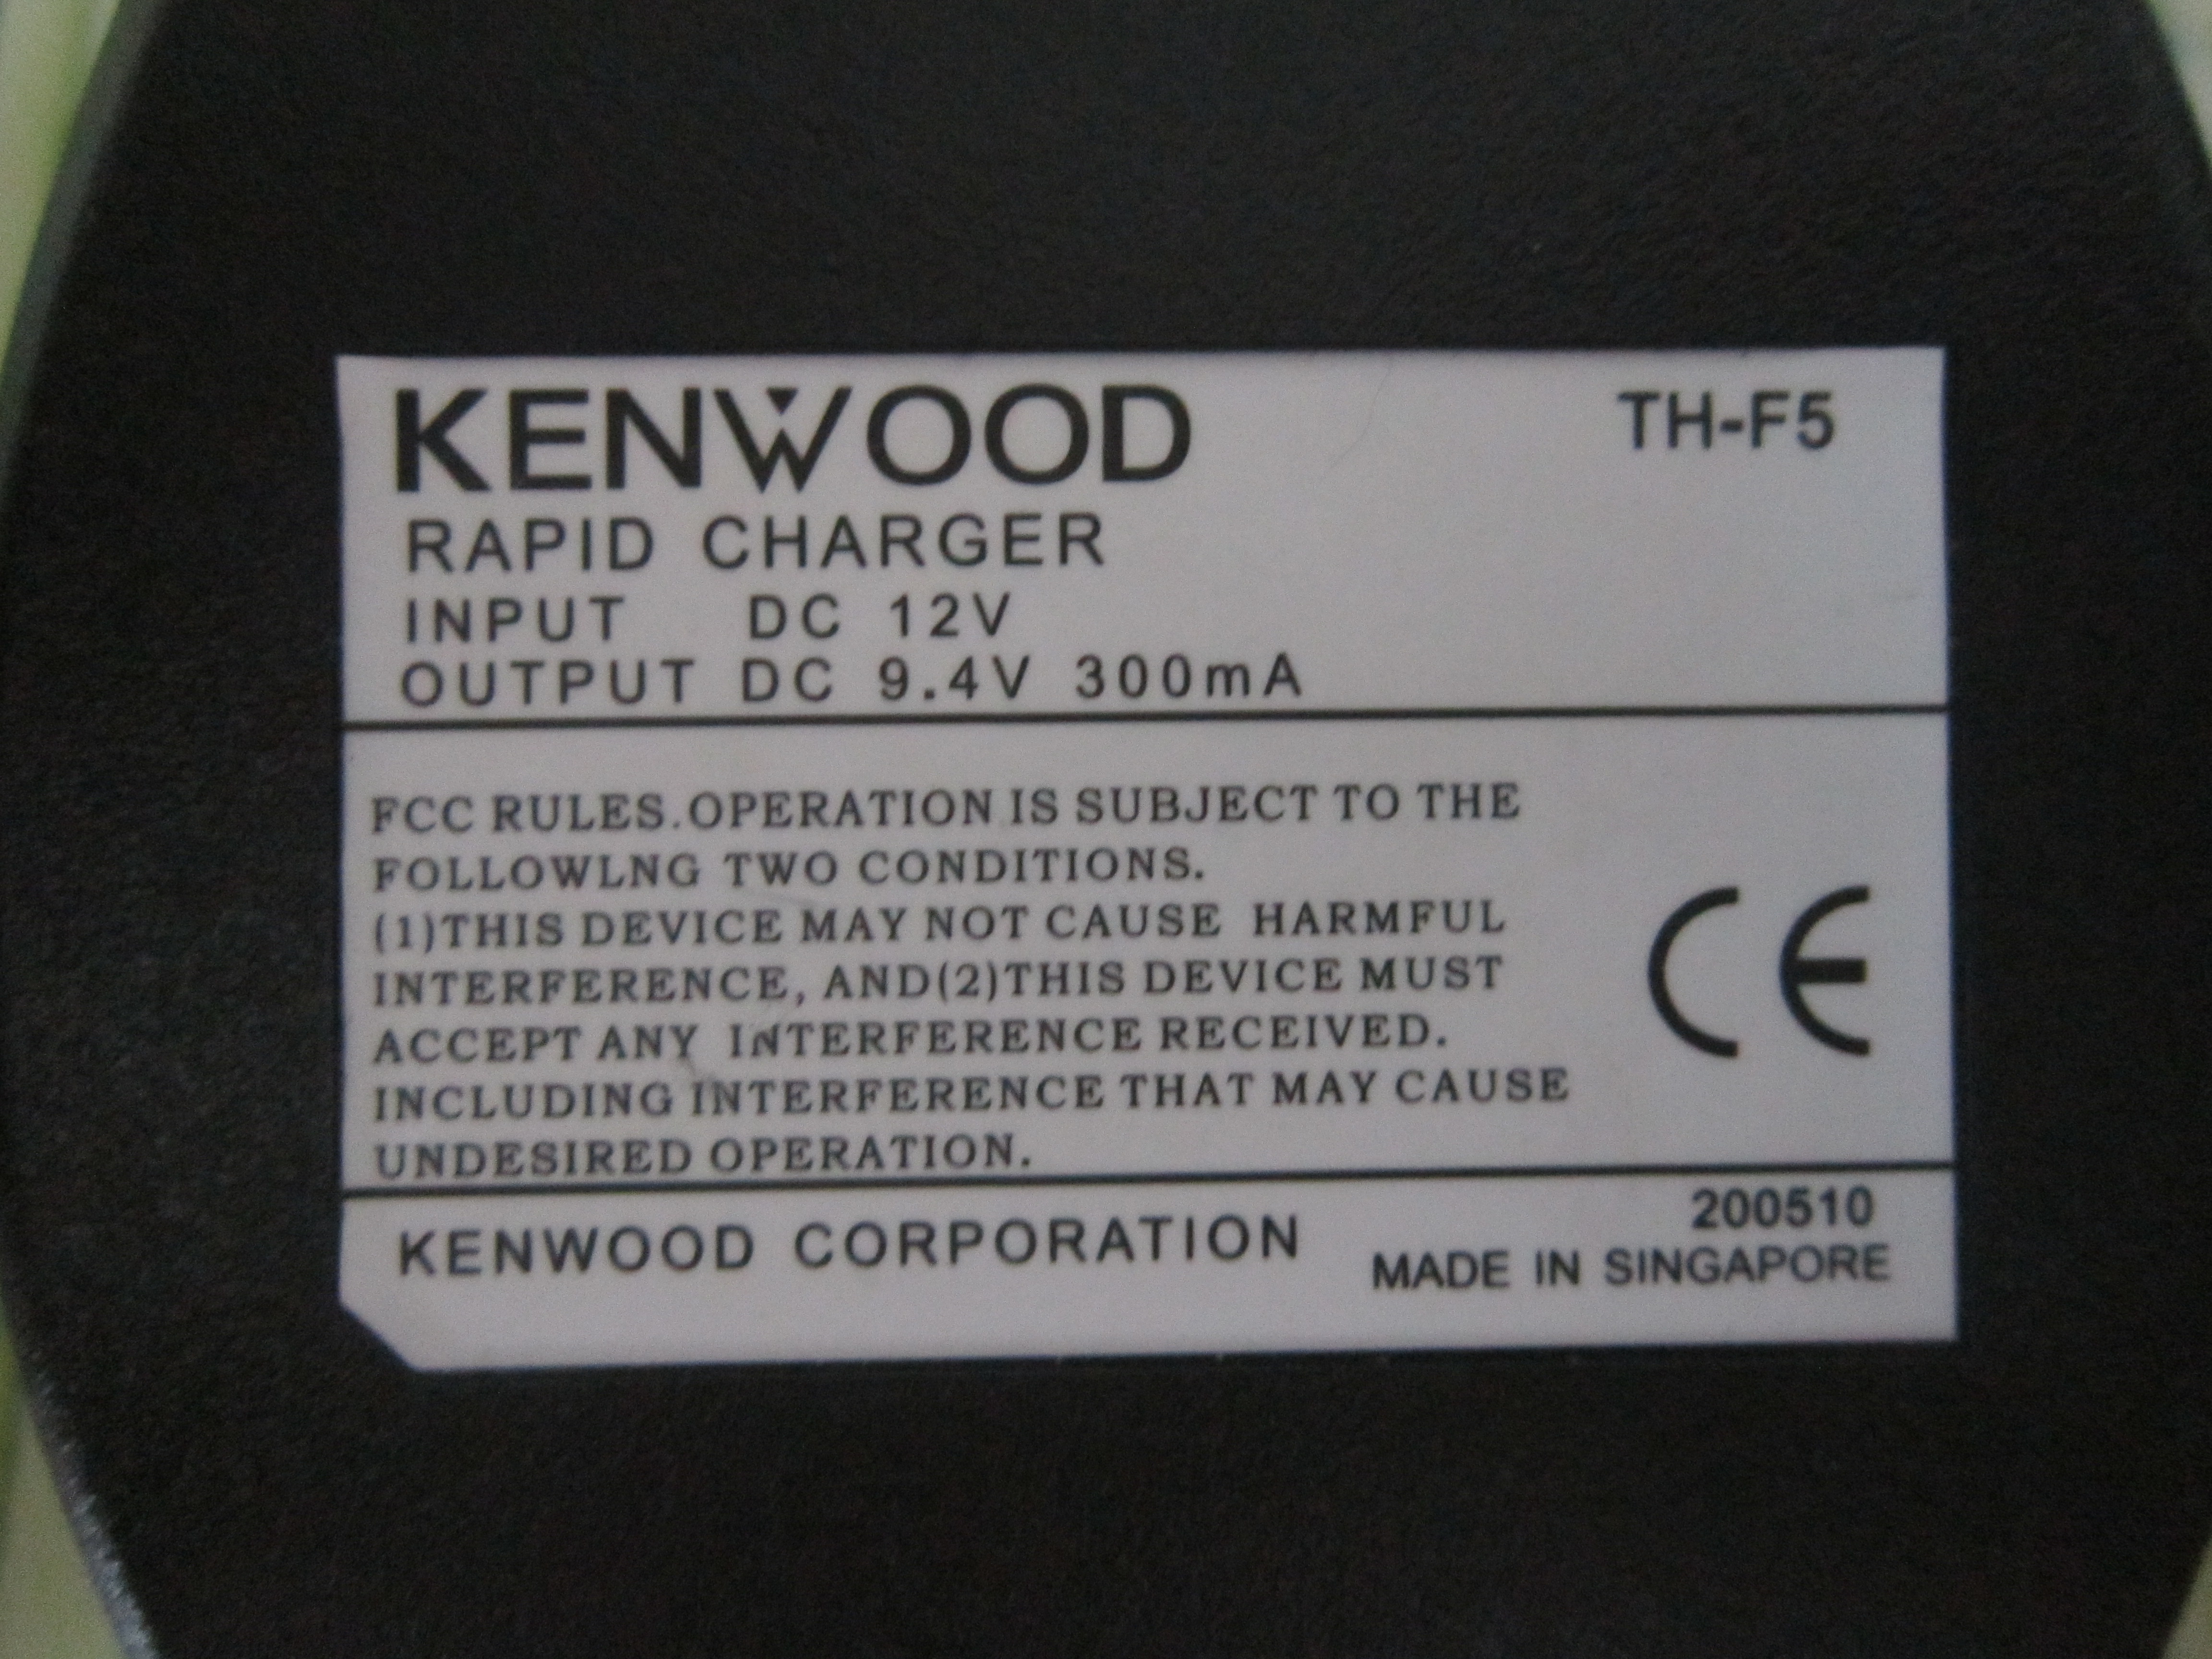 KENWOOD TH-F5
RAPID CHARGER
INPUT DC 12V
OUTPUT DC 9.4V 300mA
FCC RULES.OPERATION IS SUBJECT TO THE
FOLLOWLNG TWO CONDITIONS.
(1)THIS DEVICE MAY NOT CAUSE HARMFUL
INTERFERENCE, AND(2)THIS DEVICE MUST
ACCEPT ANY INTERFERENCE RECEIVED.
INCLUDING INTERFERENCE THAT MAY CAUSE
UNDESIRED OPERATION.
CE
KENWOOD CORPORATION
200510
MADE IN SINGAPORE